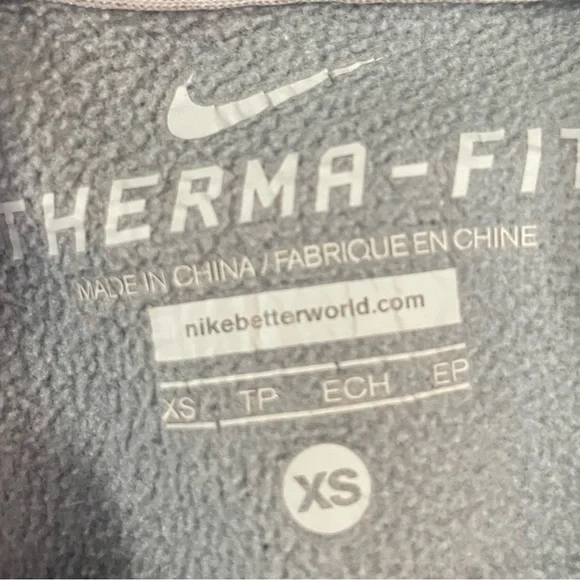 THERMA-FIT
MADE IN CHINA / FABRIQUE EN CHINE
nikebetterworld.com
XS TP ECH EP
XS